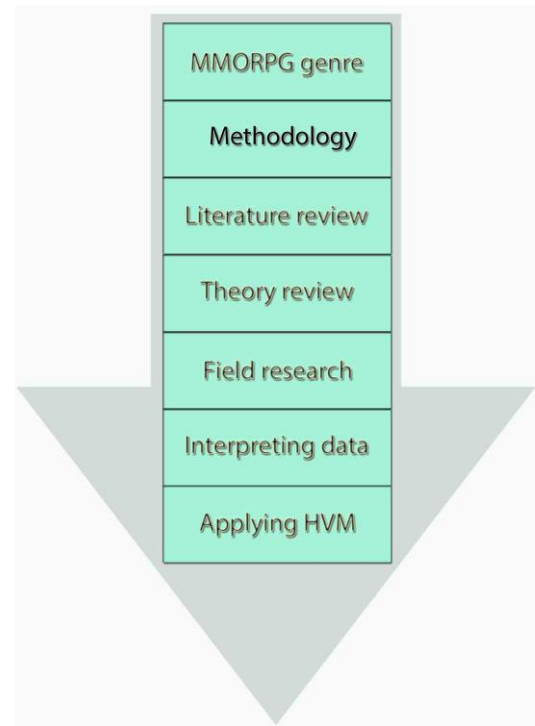 MMORPG genre
Methodology
Literature review
Theory review
Field research
Interpreting data
Applying HVM